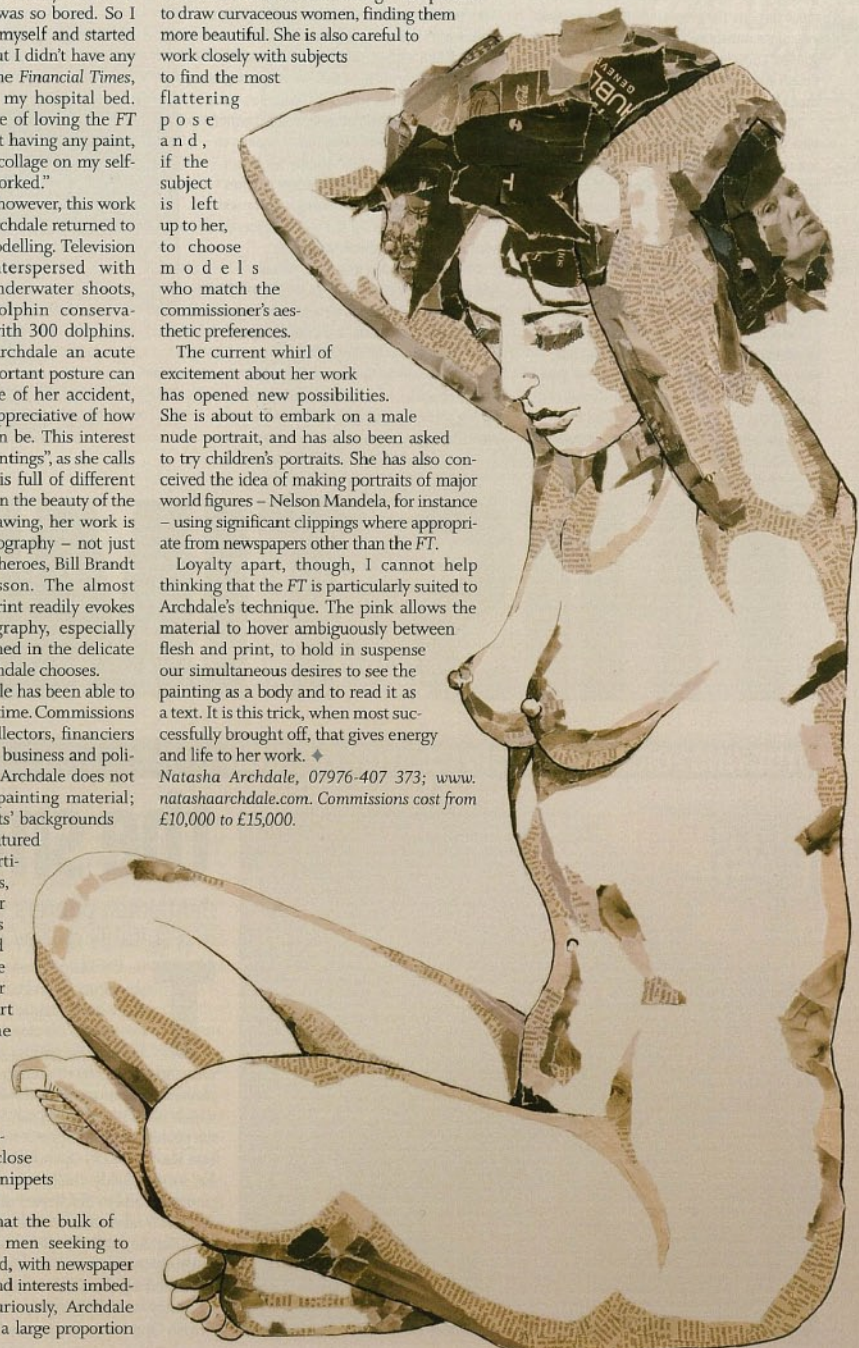 was so bored. So I
myself and started
t I didn't have any
ne Financial Times,
my hospital bed.
e of loving the FT
t having any paint,
collage on my self-
orked."
however, this work
chdale returned to
delling. Television
terspersed with
nderwater shoots,
olphin conserva-
ith 300 dolphins.
rchdale an acute
ortant posture can
e of her accident,
ppreciative of how
n be. This interest
ntings", as she calls
is full of different
n the beauty of the
awing, her work is
ography – not just
heroes, Bill Brandt
sson. The almost
rint readily evokes
graphy, especially
ned in the delicate
hdale chooses.
le has been able to
time. Commissions
llectors, financiers
business and poli-
Archdale does not
painting material;
ts' backgrounds
tured
rti-
s,
r
s
l
e
r
rt
ne
-
close
nippets
hat the bulk of
men seeking to
d, with newspaper
nd interests imbed-
uriously, Archdale
a large proportion
to draw curvaceous women, finding them
more beautiful. She is also careful to
work closely with subjects
to find the most
flattering
pose
and,
if the
subject
is left
up to her,
to choose
models
who match the
commissioner's aes-
thetic preferences.
The current whirl of
excitement about her work
has opened new possibilities.
She is about to embark on a male
nude portrait, and has also been asked
to try children's portraits. She has also con-
ceived the idea of making portraits of major
world figures – Nelson Mandela, for instance
– using significant clippings where appropri-
ate from newspapers other than the FT.
Loyalty apart, though, I cannot help
thinking that the FT is particularly suited to
Archdale's technique. The pink allows the
material to hover ambiguously between
flesh and print, to hold in suspense
our simultaneous desires to see the
painting as a body and to read it as
a text. It is this trick, when most suc-
cessfully brought off, that gives energy
and life to her work. ✦
Natasha Archdale, 07976-407 373; www.
natashaarchdale.com. Commissions cost from
£10,000 to £15,000.
HUBL
GENEVE